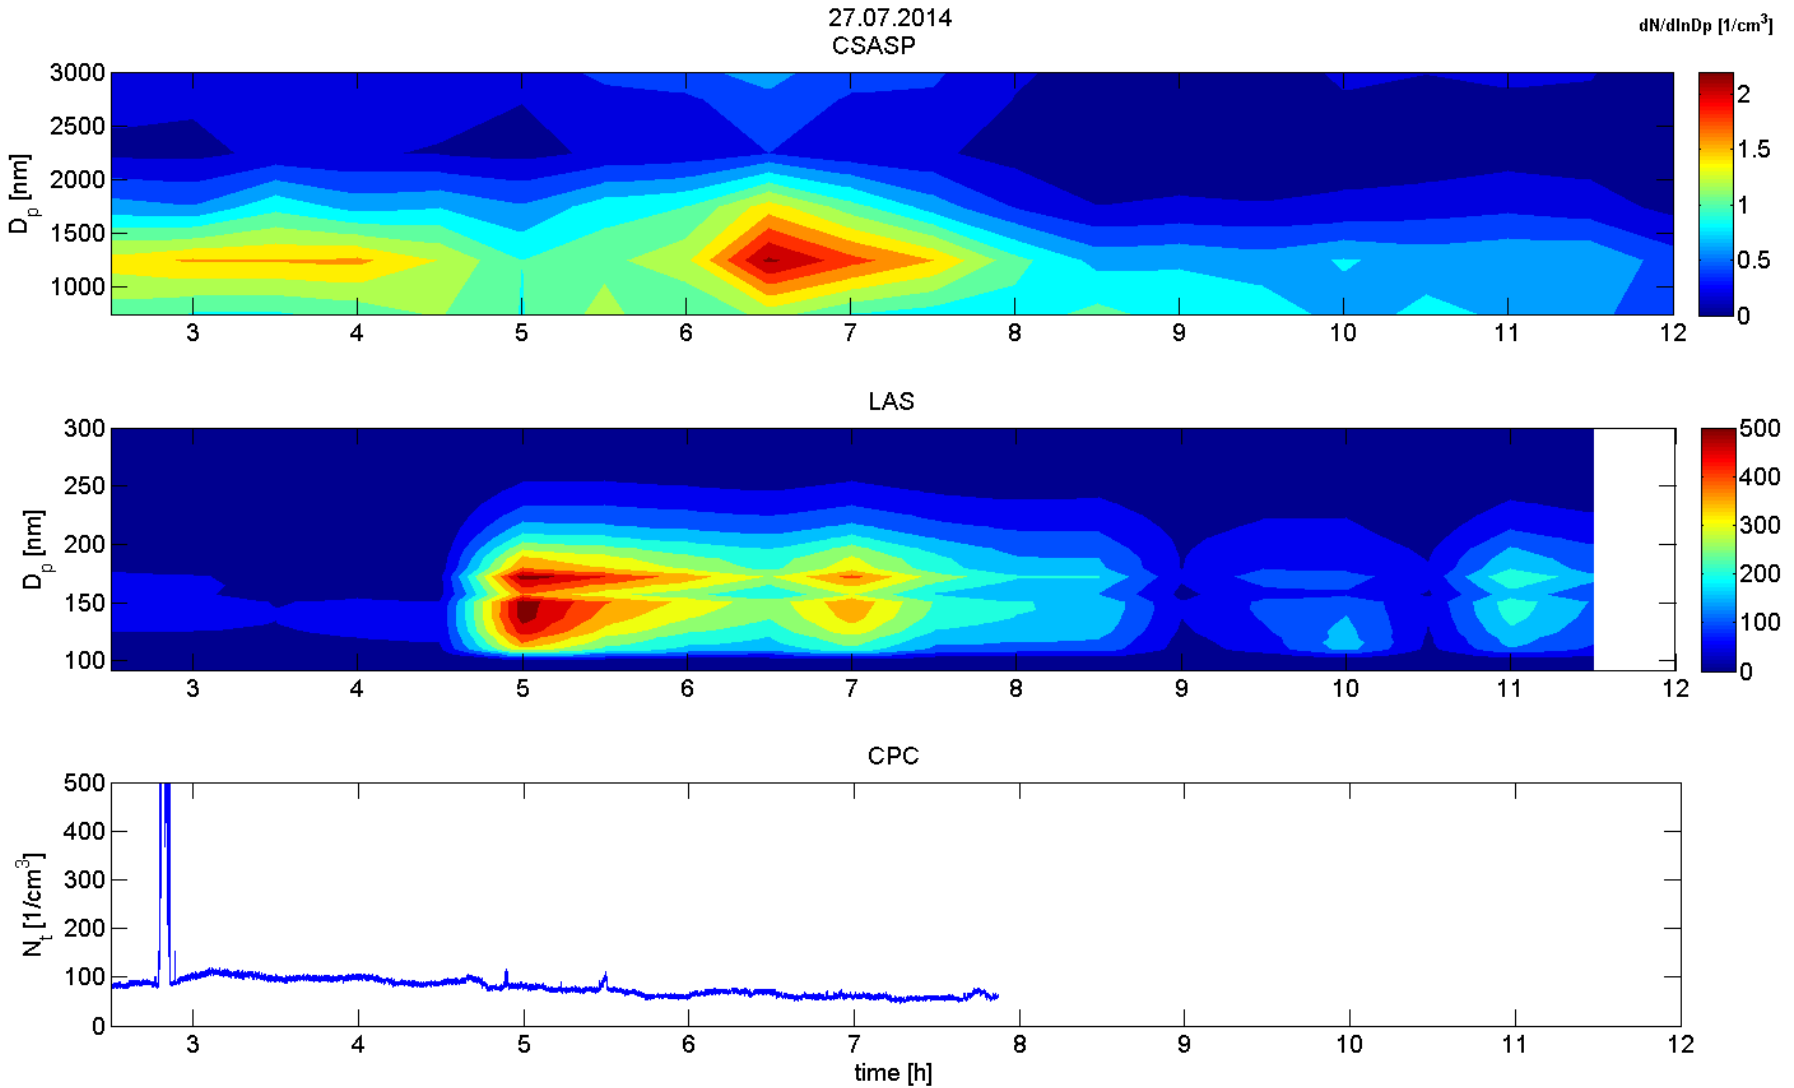 27.07.2014
dN/dlnDp [1/cm3]
CSASP
3000
2500
2000
1500
1000
Dp [nm]
2
1.5
1
0.5
0
3 4 5 6 7 8 9 10 11 12
LAS
300
250
200
150
100
Dp [nm]
500
400
300
200
100
0
3 4 5 6 7 8 9 10 11 12
CPC
500
400
300
200
100
0
Nt [1/cm3]
3 4 5 6 7 8 9 10 11 12
time [h]